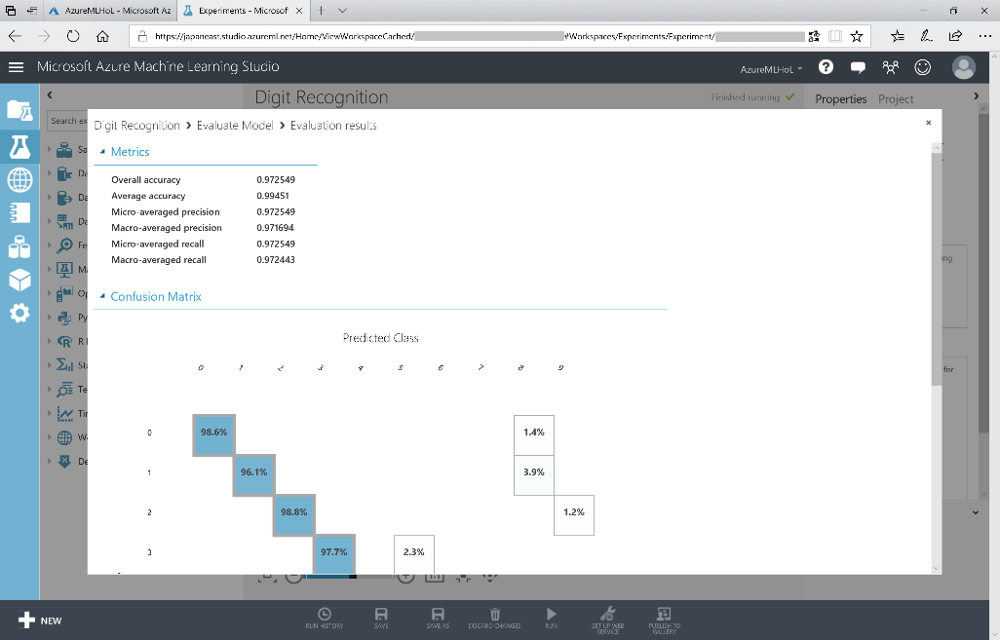 AzureMLHoL - Microsoft Az
Experiments - Microsof
https://japaneast.studio.azureml.net/Home/ViewWorkspaceCached/ #Workspaces/Experiments/Experiment/
Microsoft Azure Machine Learning Studio
AzureMLHoL
Digit Recognition
Finished running
Properties Project
Search ex
Digit Recognition > Evaluate Model > Evaluation results
Metrics
Overall accuracy 0.972549
Average accuracy 0.99451
Micro-averaged precision 0.972549
Macro-averaged precision 0.971694
Micro-averaged recall 0.972549
Macro-averaged recall 0.972443
Confusion Matrix
Predicted Class
0 1 2 3 4 5 6 7 8 9
0 98.6% 1.4%
1 96.1% 3.9%
2 98.8% 1.2%
3 97.7% 2.3%
Sa
Da
Da
Da
Fe
M
Op
Py
R
Sta
Te
Tir
W
De
ing
for
NEW
RUN HISTORY
SAVE
SAVE AS
DISCARD CHANGES
RUN
SET UP WEB
SERVICE
PUBLISH TO
GALLERY